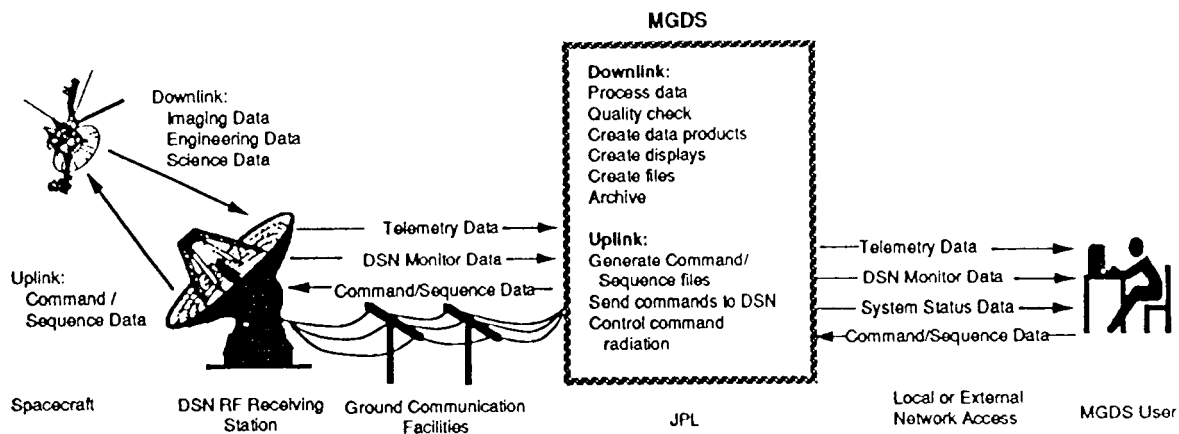 MGDS
Downlink:
Imaging Data
Engineering Data
Science Data
Uplink:
Command /
Sequence Data
Telemetry Data
DSN Monitor Data
Command/Sequence Data
Downlink:
Process data
Quality check
Create data products
Create displays
Create files
Archive
Uplink:
Generate Command/
Sequence files
Send commands to DSN
Control command
radiation
Telemetry Data
DSN Monitor Data
System Status Data
Command/Sequence Data
Spacecraft
DSN RF Receiving
Station
Ground Communication
Facilities
JPL
Local or External
Network Access
MGDS User